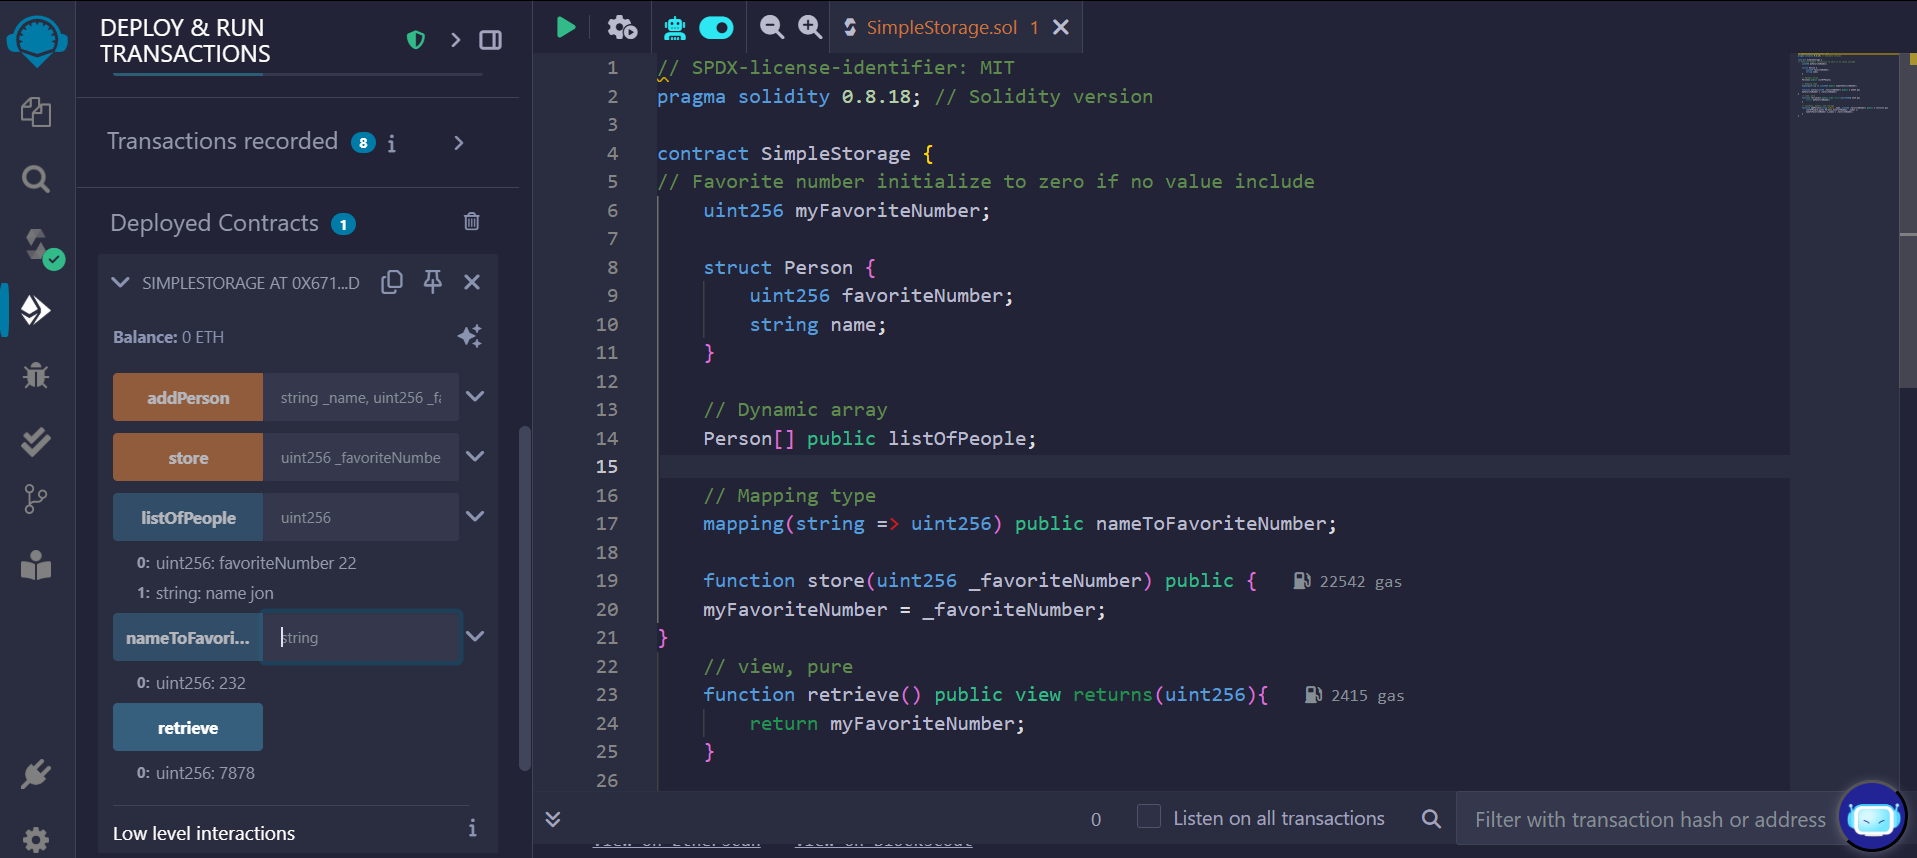 DEPLOY & RUN
TRANSACTIONS
Transactions recorded 8 i
Deployed Contracts 1
SIMPLESTORAGE AT 0X671...D
Balance: 0 ETH
addPerson string _name, uint256 _fa
store uint256 _favoriteNumbe
listOfPeople uint256
0: uint256: favoriteNumber 22
1: string: name jon
nameToFavori... string
0: uint256: 232
retrieve
0: uint256: 7878
Low level interactions i
SimpleStorage.sol 1
1 // SPDX-license-identifier: MIT
2 pragma solidity 0.8.18; // Solidity version
3
4 contract SimpleStorage {
5 // Favorite number initialize to zero if no value include
6 uint256 myFavoriteNumber;
7
8 struct Person {
9 uint256 favoriteNumber;
10 string name;
11 }
12
13 // Dynamic array
14 Person[] public listOfPeople;
15
16 // Mapping type
17 mapping(string => uint256) public nameToFavoriteNumber;
18
19 function store(uint256 _favoriteNumber) public { 22542 gas
20 myFavoriteNumber = _favoriteNumber;
21 }
22 // view, pure
23 function retrieve() public view returns(uint256){ 2415 gas
24 return myFavoriteNumber;
25 }
26
0 Listen on all transactions Filter with transaction hash or address